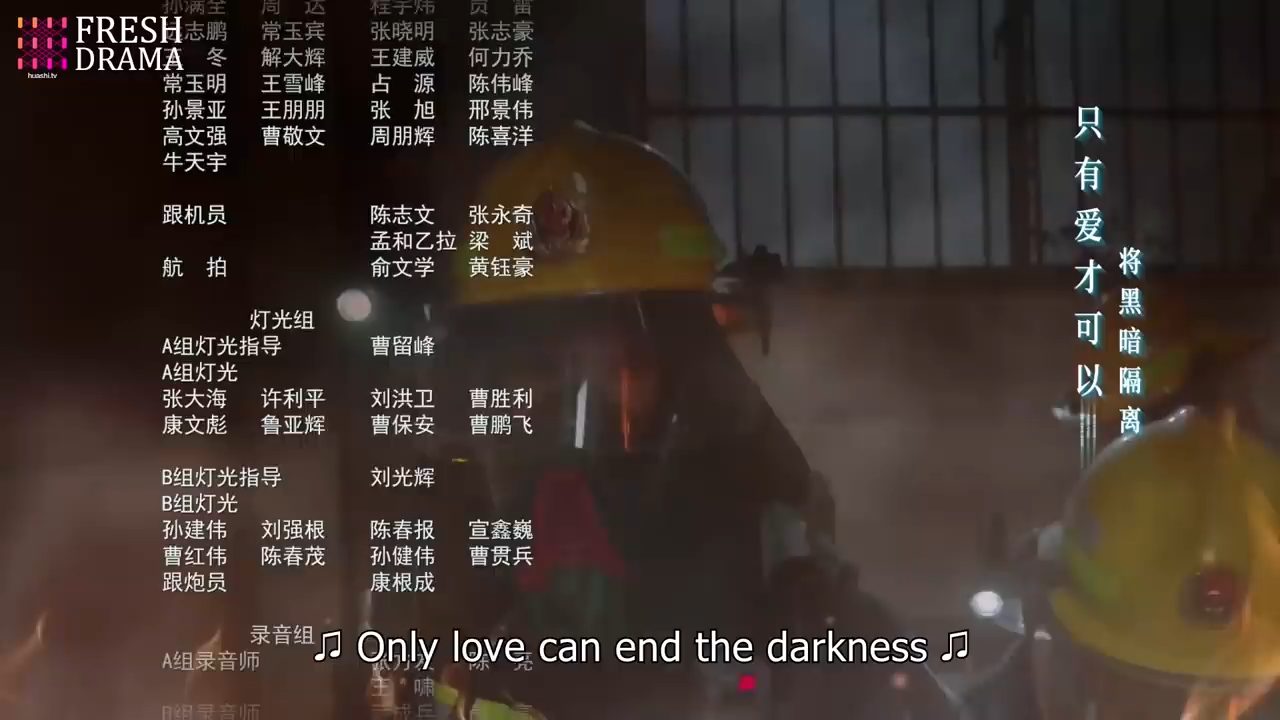 FRESH
DRAMA
huashi.tv
常玉宾 张晓明 张志豪
冬 解大辉 王建威 何力乔
常玉明 王雪峰 占 源 陈伟峰
孙景亚 王朋朋 张 旭 邢景伟
高文强 曹敬文 周朋辉 陈喜洋
牛天宇
跟机员 陈志文 张永奇
孟和乙拉 梁 斌
航 拍 俞文学 黄钰豪
灯光组
A组灯光指导 曹留峰
A组灯光
张大海 许利平 刘洪卫 曹胜利
康文彪 鲁亚辉 曹保安 曹鹏飞
B组灯光指导 刘光辉
B组灯光
孙建伟 刘强根 陈春报 宣鑫巍
曹红伟 陈春茂 孙健伟 曹贯兵
跟炮员 康根成
录音组
A组录音师
王 啸
B组录音师
只有爱才可以
将黑暗隔离
♫ Only love can end the darkness ♫